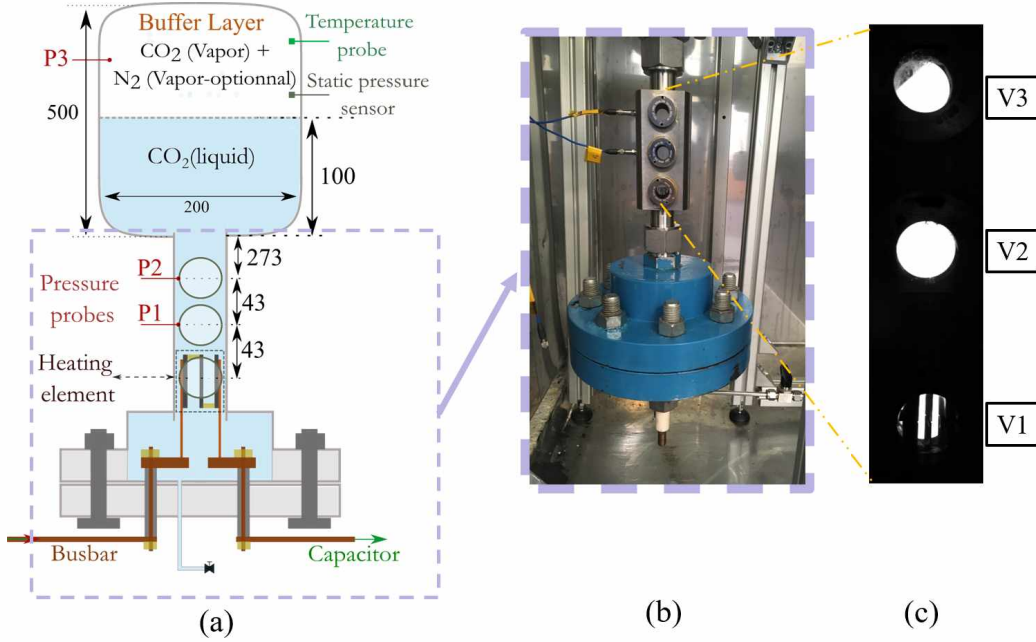 Buffer Layer
CO2 (Vapor) +
N2 (Vapor-optionnal)
Temperature
probe
Static pressure
sensor
P3
500
CO2(liquid)
100
200
273
P2
Pressure
probes
43
P1
43
Heating
element
Busbar
Capacitor
(a)
(b)
V3
V2
V1
(c)